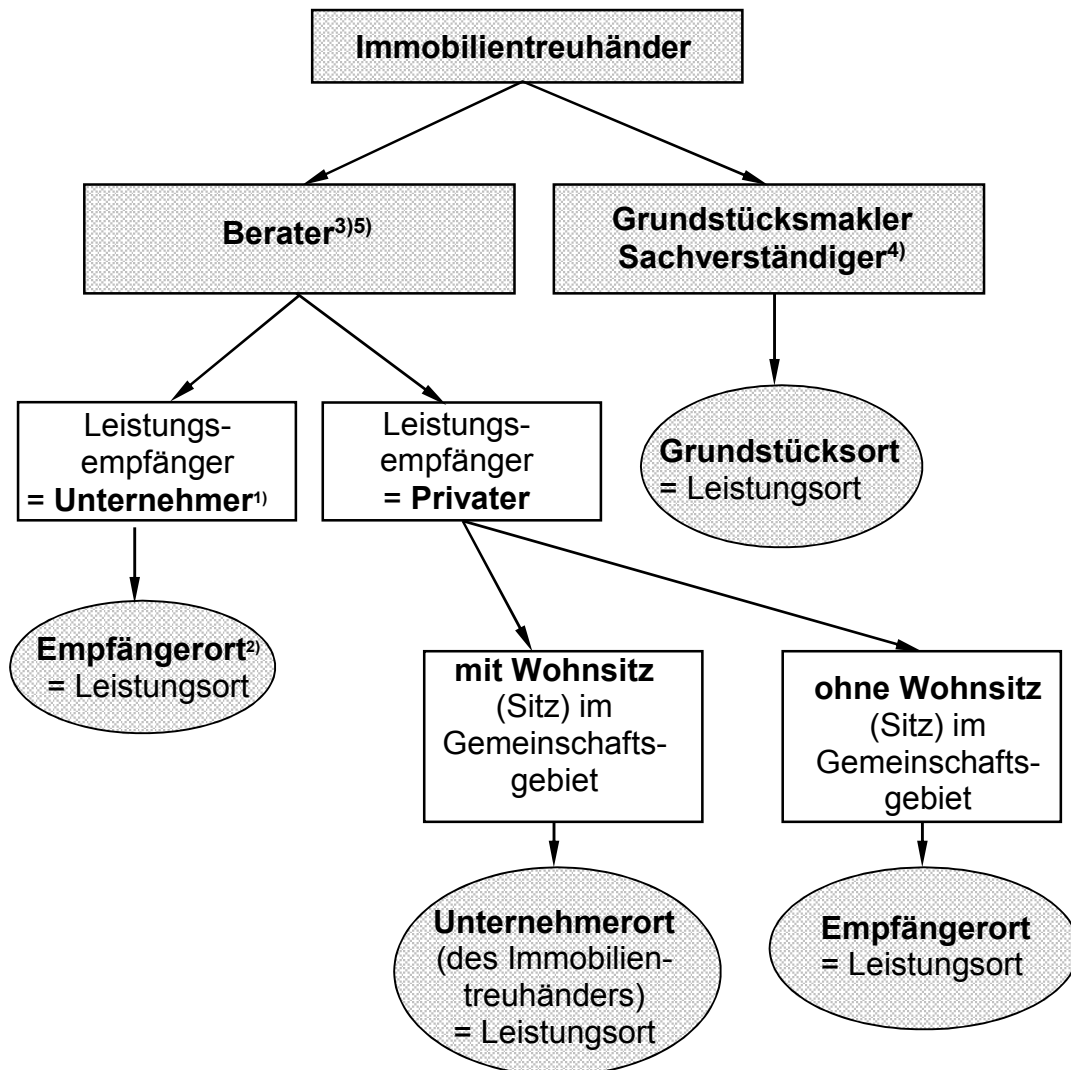 Immobilientreuhänder
Berater3)5)
Grundstücksmakler
Sachverständiger4)
Leistungs-
empfänger
= Unternehmer1)
Leistungs-
empfänger
= Privater
Grundstücksort
= Leistungsort
Empfängerort2)
= Leistungsort
mit Wohnsitz
(Sitz) im
Gemeinschafts-
gebiet
ohne Wohnsitz
(Sitz) im
Gemeinschafts-
gebiet
Unternehmerort
(des Immobilien-
treuhänders)
= Leistungsort
Empfängerort
= Leistungsort